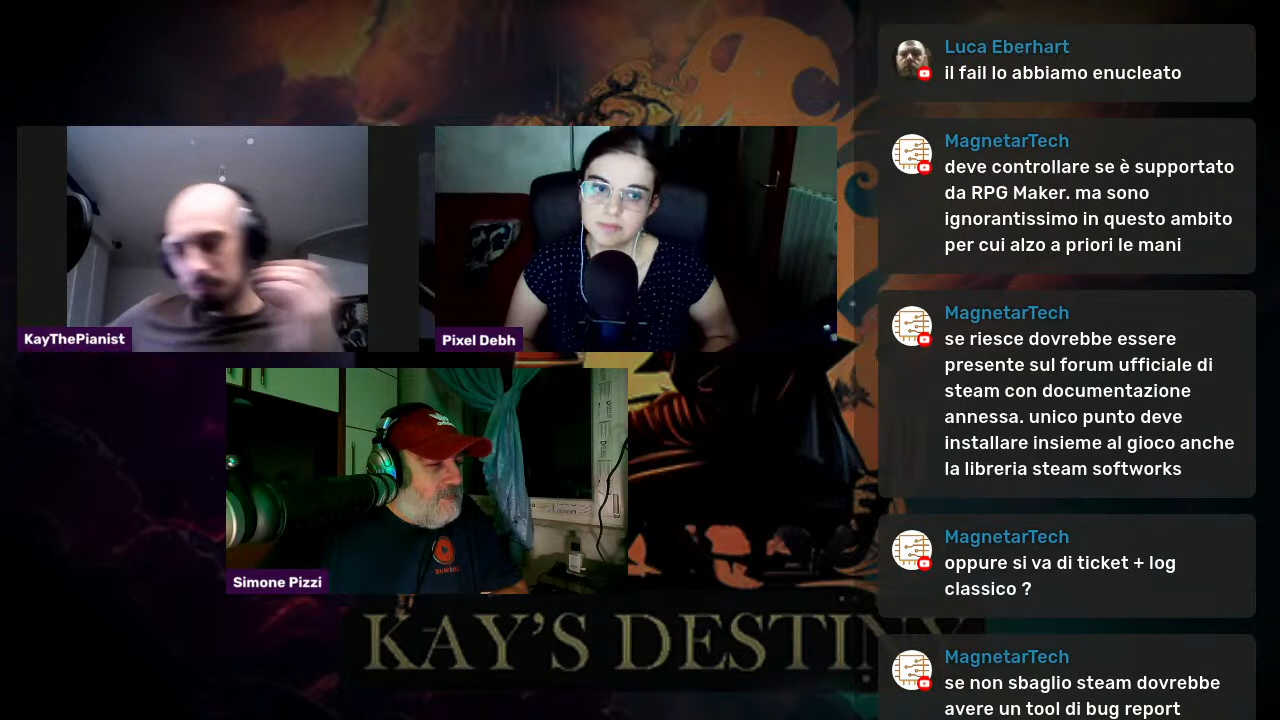 Luca Eberhart
il fail lo abbiamo enucleato
MagnetarTech
deve controllare se è supportato
da RPG Maker. ma sono
ignorantissimo in questo ambito
per cui alzo a priori le mani
MagnetarTech
se riesce dovrebbe essere
presente sul forum ufficiale di
steam con documentazione
annessa. unico punto deve
installare insieme al gioco anche
la libreria steam softworks
MagnetarTech
oppure si va di ticket + log
classico ?
MagnetarTech
se non sbaglio steam dovrebbe
avere un tool di bug report
KayThePianist
Pixel Debh
Simone Pizzi
KAY'S DESTINY